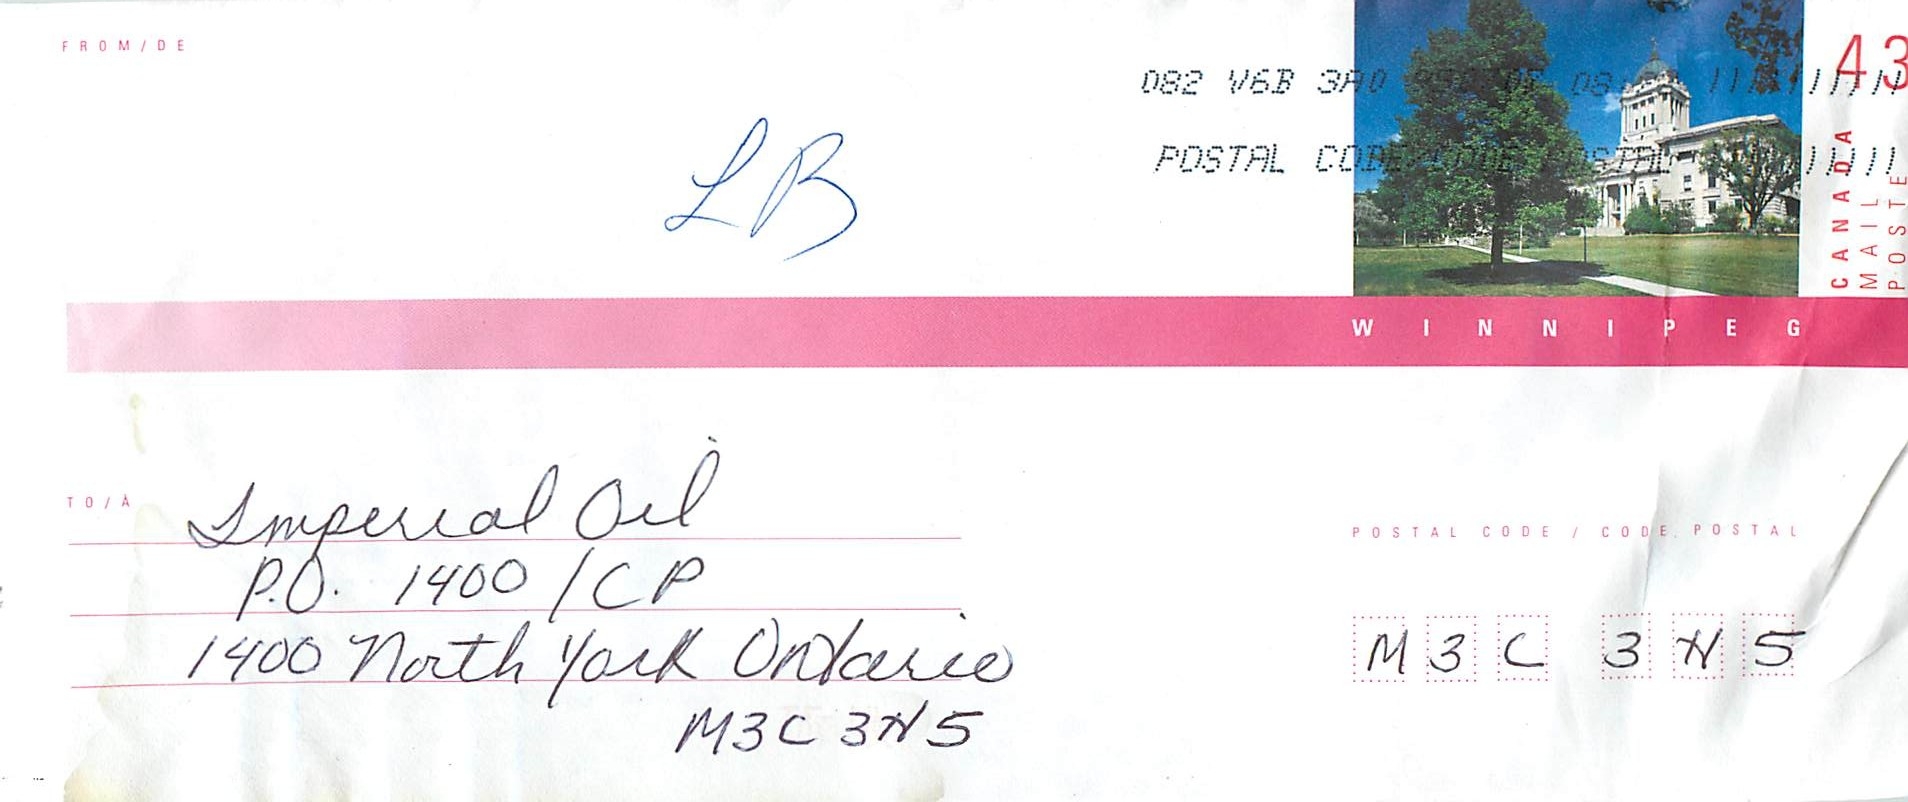 FROM/DE
082 V6B 3A0
43
POSTAL CODE
CANADA
MAIL
POSTE
LB
WINNIPEG
TO/À
Imperial Oil
P.O. 1400 / CP
1400 North York Ontario
M3C 3N5
POSTAL CODE / CODE POSTAL
M3C 3N5